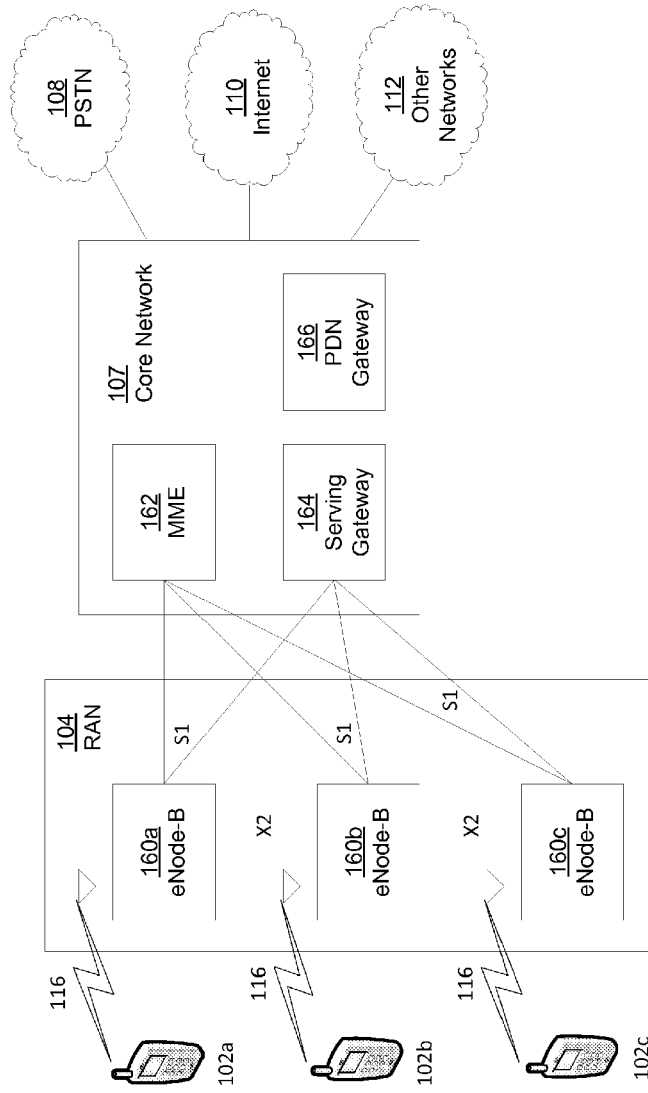 108
PSTN
110
Internet
112
Other
Networks
107
Core Network
162
MME
166
PDN
Gateway
164
Serving
Gateway
104
RAN
S1
S1
S1
160a
eNode-B
X2
160b
eNode-B
X2
160c
eNode-B
116
116
116
102a
102b
102c